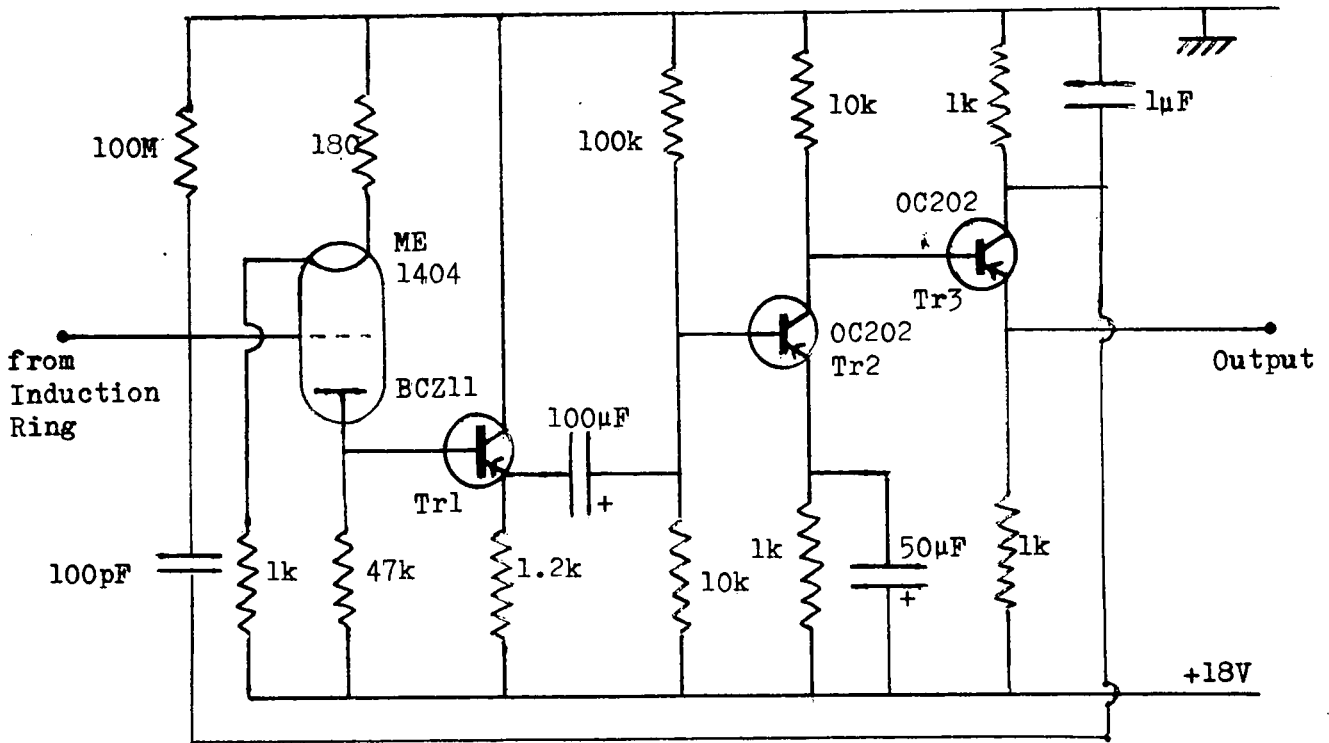 100M
180
ME
1404
100k
10k
1k
1µF
OC202
Tr3
OC202
Tr2
from
Induction
Ring
BCZ11
Tr1
100µF
+
Output
100pF
1k
47k
1.2k
10k
1k
50µF
+
1k
+18V